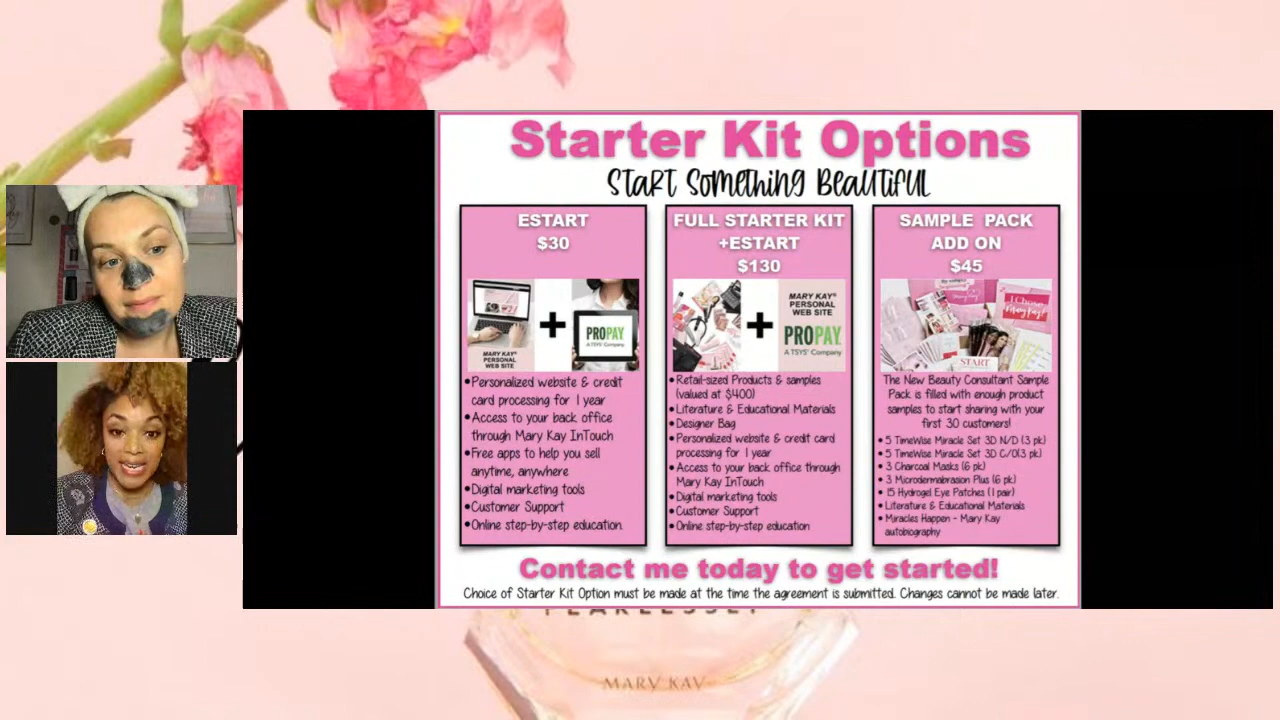 Starter Kit Options
Start Something Beautiful
ESTART
$30
MARY KAY®
PERSONAL
WEB SITE
+
PROPAY
A TSYS® Company
•Personalized website & credit
card processing for 1 year
•Access to your back office
through Mary Kay InTouch
•Free apps to help you sell
anytime, anywhere
•Digital marketing tools
•Customer Support
•Online step-by-step education.
FULL STARTER KIT
+ESTART
$130
+
MARY KAY®
PERSONAL
WEB SITE
PROPAY
A TSYS® Company
•Retail-sized Products & samples
(valued at $400)
•Literature & Educational Materials
•Designer Bag
•Personalized website & credit card
processing for 1 year
•Access to your back office through
Mary Kay InTouch
•Digital marketing tools
•Customer Support
•Online step-by-step education
SAMPLE PACK
ADD ON
$45
I Chose
Mary Kay!
START
The New Beauty Consultant Sample
Pack is filled with enough product
samples to start sharing with your
first 30 customers!
•5 TimeWise Miracle Set 3D N/D (3 pk)
•5 TimeWise Miracle Set 3D C/O(3 pk)
•3 Charcoal Masks (6 pk)
•3 Microdermabrasion Plus (6 pk)
•15 Hydrogel Eye Patches (1 pair)
•Literature & Educational Materials
•Miracles Happen - Mary Kay
autobiography
Contact me today to get started!
Choice of Starter Kit Option must be made at the time the agreement is submitted. Changes cannot be made later.
FEARLESSLY
MARY KAY